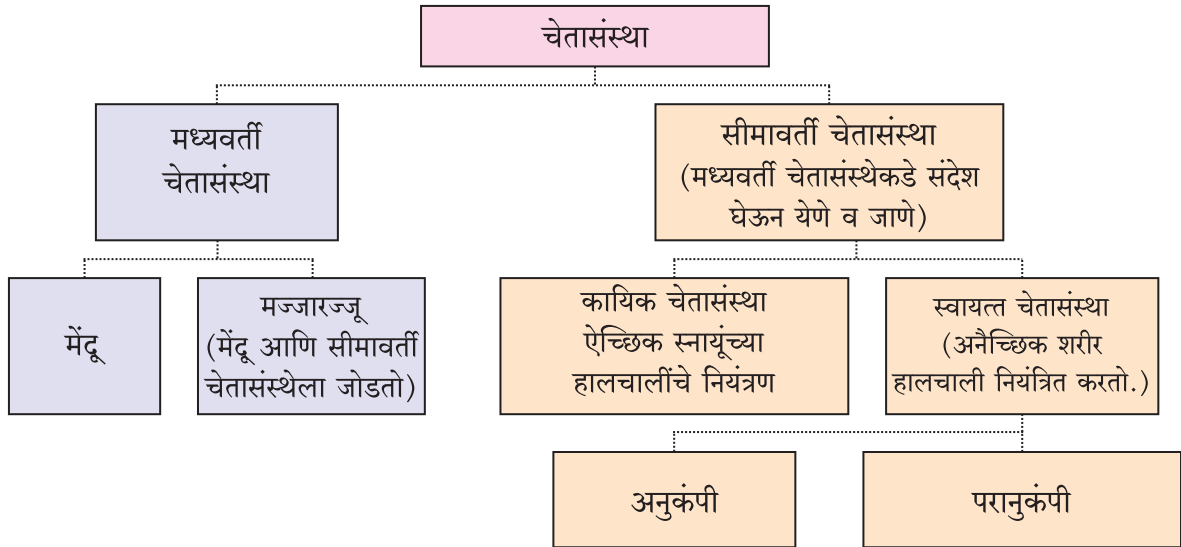 चेतासंस्था
मध्यवर्ती
चेतासंस्था
सीमावर्ती चेतासंस्था
(मध्यवर्ती चेतासंस्थेकडे संदेश
घेऊन येणे व जाणे)
मेंदू
मज्जारज्जू
(मेंदू आणि सीमावर्ती
चेतासंस्थेला जोडतो)
कायिक चेतासंस्था
ऐच्छिक स्नायूंच्या
हालचालींचे नियंत्रण
स्वायत्त चेतासंस्था
(अनैच्छिक शरीर
हालचाली नियंत्रित करतो.)
अनुकंपी
परानुकंपी